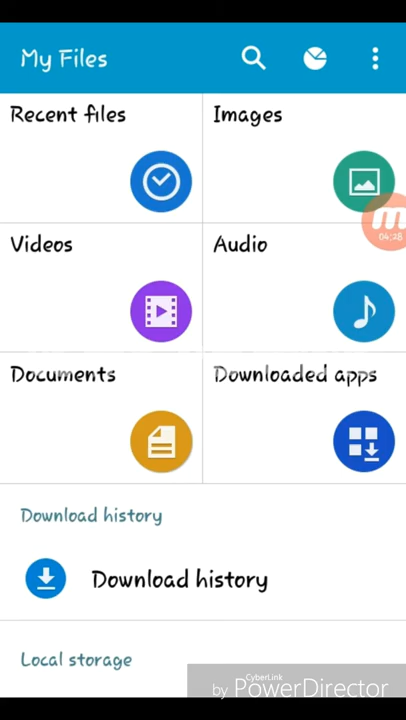 My Files
Recent files
Images
04:28
Videos
Audio
Documents
Downloaded apps
Download history
Download history
Local storage
CyberLink
by PowerDirector